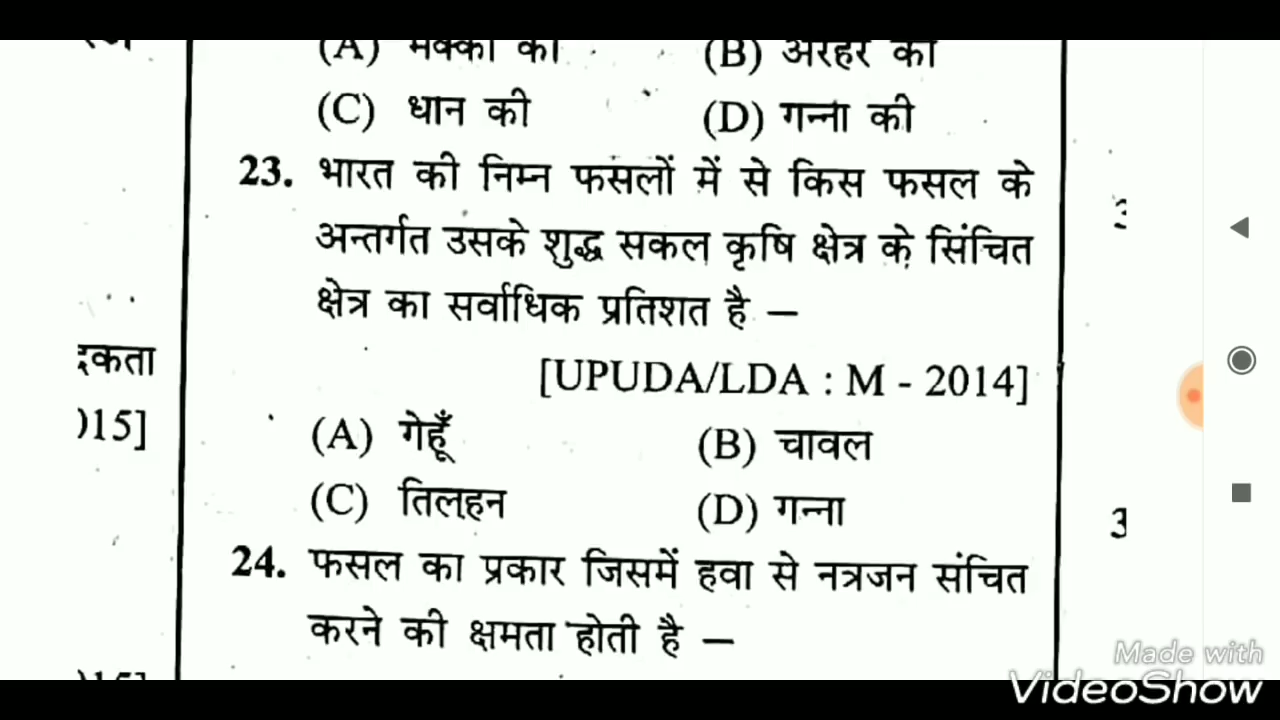 (A) मक्का की (B) अरहर की
(C) धान की (D) गन्ना की
23. भारत की निम्न फसलों में से किस फसल के
अन्तर्गत उसके शुद्ध सकल कृषि क्षेत्र के सिंचित
क्षेत्र का सर्वाधिक प्रतिशत है –
[UPUDA/LDA : M - 2014]
(A) गेहूँ (B) चावल
(C) तिलहन (D) गन्ना
24. फसल का प्रकार जिसमें हवा से नत्रजन संचित
करने की क्षमता होती है –
)15]
Made with
VideoShow